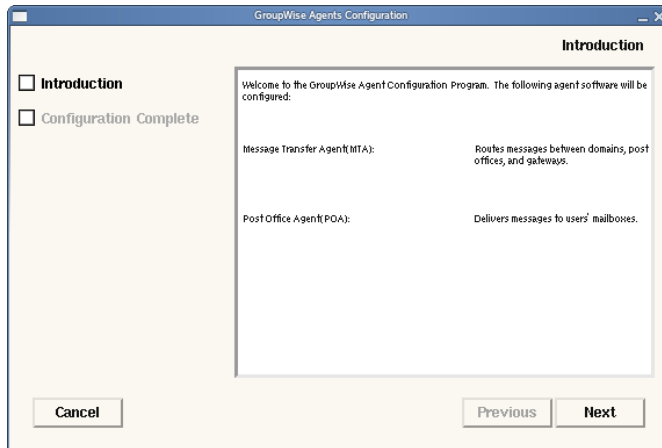 GroupWise Agents Configuration
Introduction
Introduction
Configuration Complete
Welcome to the GroupWise Agent Configuration Program. The following agent software will be
configured:
Message Transfer Agent(MTA): Routes messages between domains, post
offices, and gateways.
Post Office Agent(POA): Delivers messages to users' mailboxes.
Cancel
Previous
Next